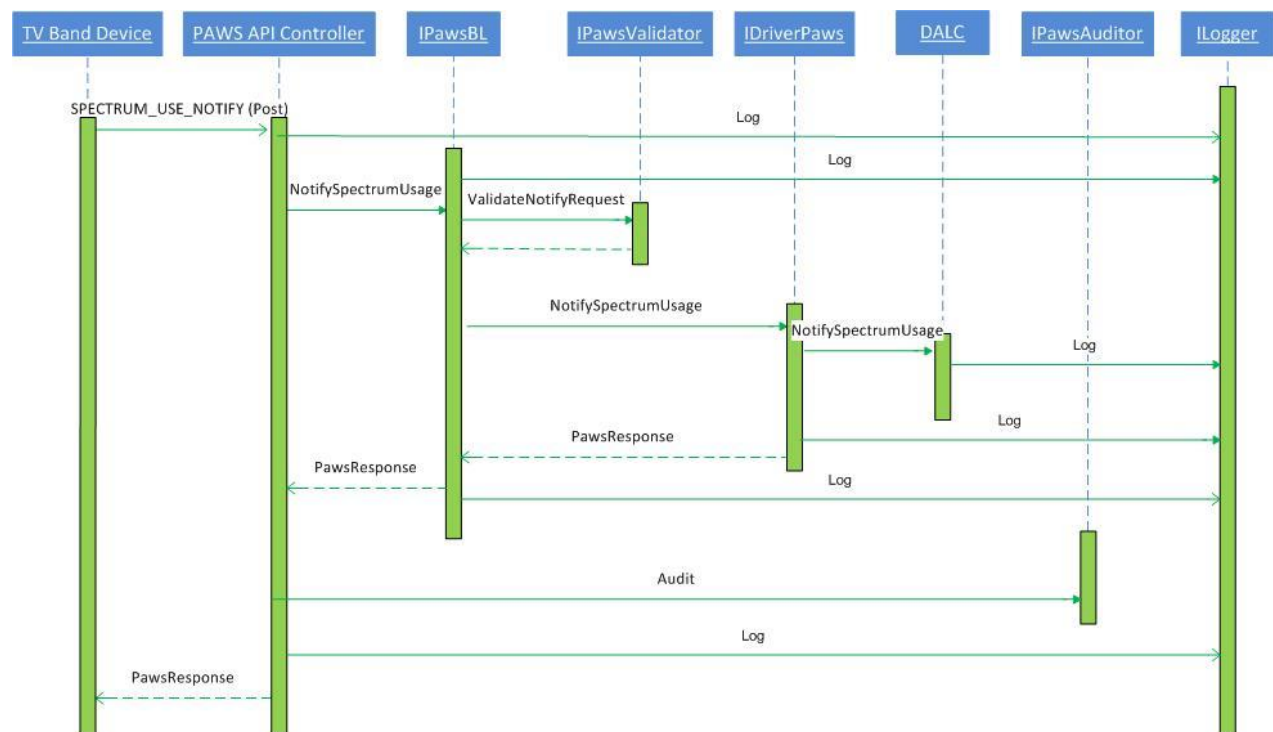 TV Band Device
PAWS API Controller
IPawsBL
IPawsValidator
IDriverPaws
DALC
IPawsAuditor
ILogger
SPECTRUM_USE_NOTIFY (Post)
Log
Log
NotifySpectrumUsage
ValidateNotifyRequest
NotifySpectrumUsage
NotifySpectrumUsage
Log
Log
PawsResponse
PawsResponse
Log
Audit
Log
PawsResponse